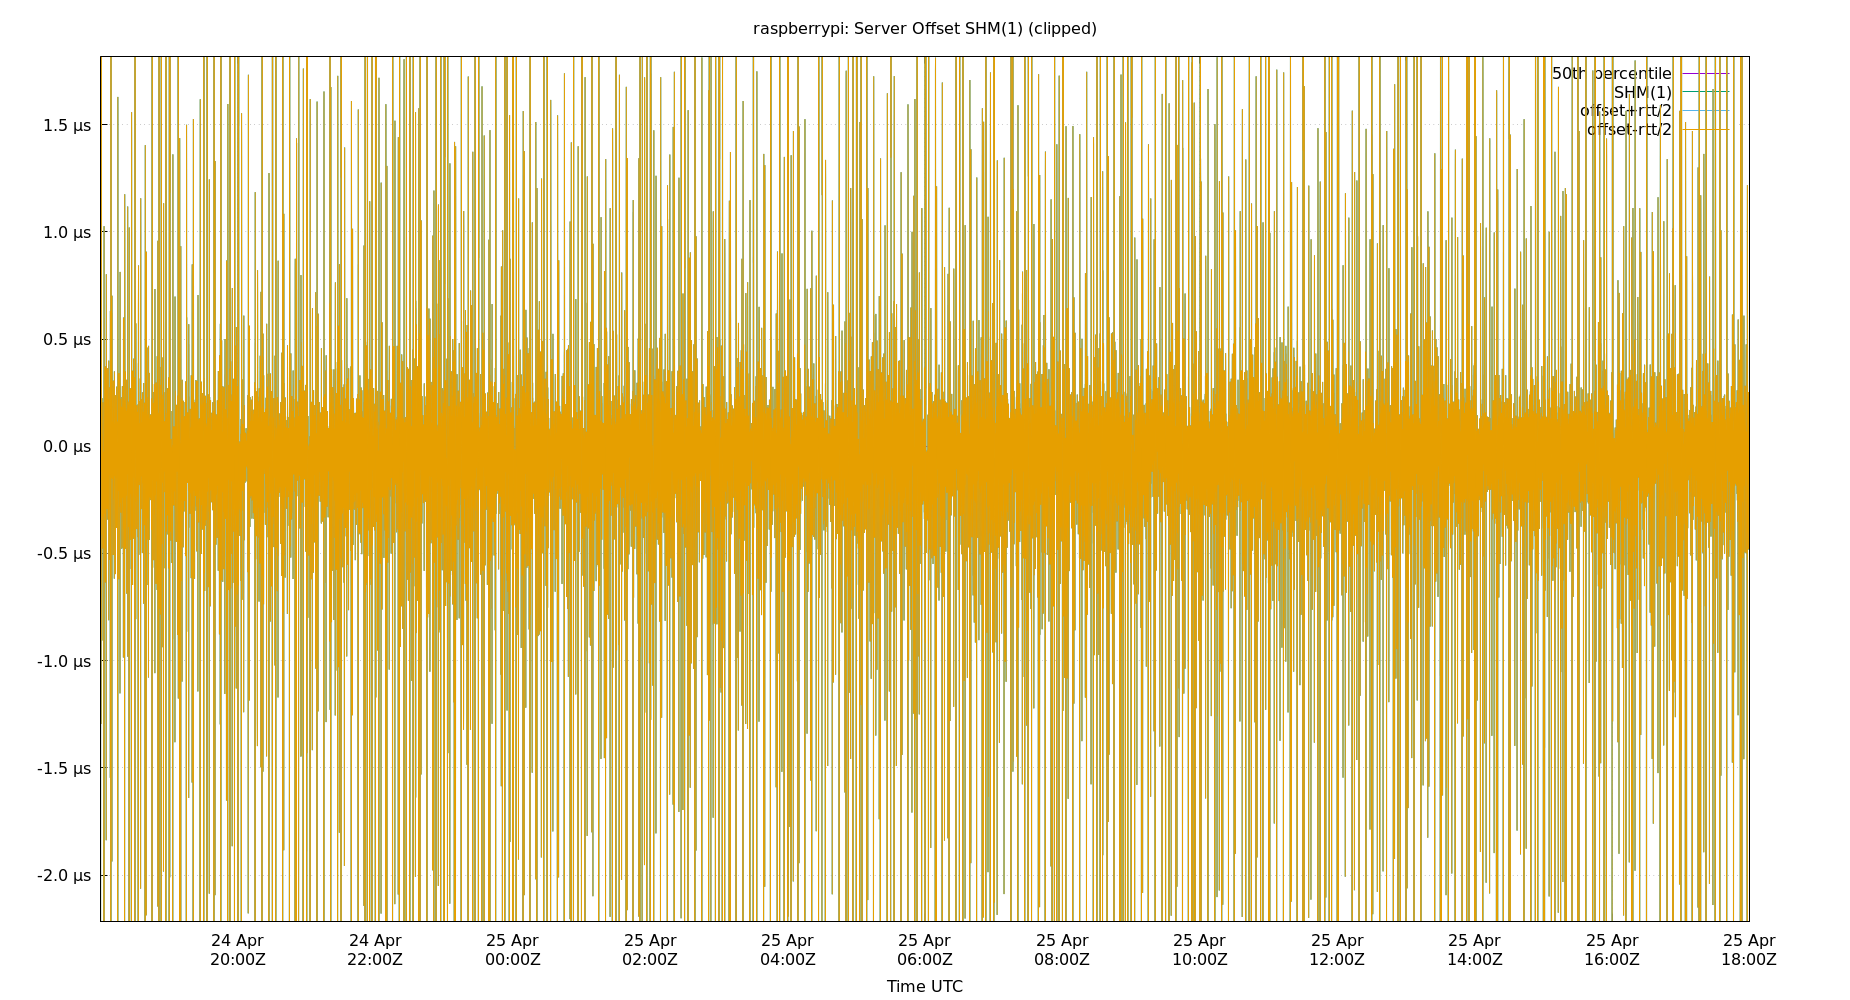 raspberrypi: Server Offset SHM(1) (clipped)
50th percentile
SHM(1)
offset+rtt/2
offset-rtt/2
1.5 µs
1.0 µs
0.5 µs
0.0 µs
-0.5 µs
-1.0 µs
-1.5 µs
-2.0 µs
24 Apr 24 Apr 25 Apr 25 Apr 25 Apr 25 Apr 25 Apr 25 Apr 25 Apr 25 Apr 25 Apr 25 Apr
20:00Z 22:00Z 00:00Z 02:00Z 04:00Z 06:00Z 08:00Z 10:00Z 12:00Z 14:00Z 16:00Z 18:00Z
Time UTC